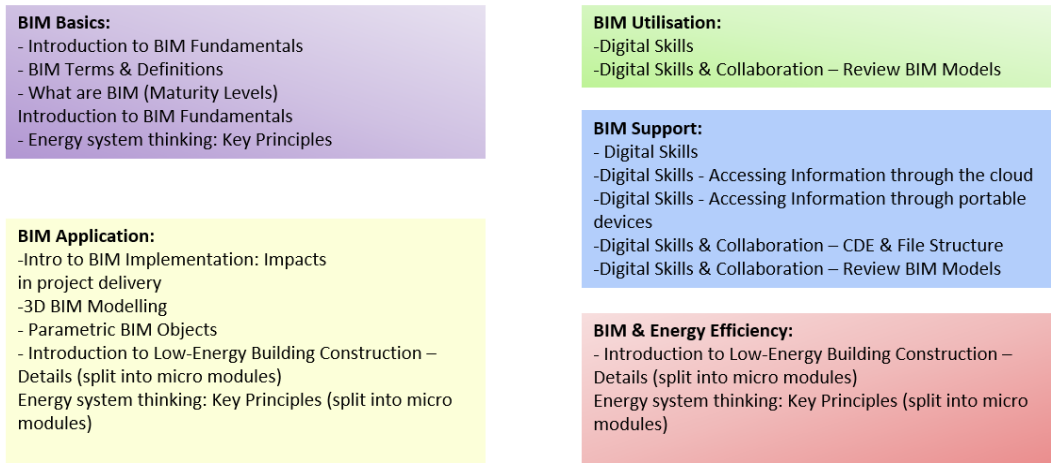 BIM Basics:
- Introduction to BIM Fundamentals
- BIM Terms & Definitions
- What are BIM (Maturity Levels)
Introduction to BIM Fundamentals
- Energy system thinking: Key Principles
BIM Application:
-Intro to BIM Implementation: Impacts
in project delivery
-3D BIM Modelling
- Parametric BIM Objects
- Introduction to Low-Energy Building Construction –
Details (split into micro modules)
Energy system thinking: Key Principles (split into micro
modules)
BIM Utilisation:
-Digital Skills
-Digital Skills & Collaboration – Review BIM Models
BIM Support:
- Digital Skills
-Digital Skills - Accessing Information through the cloud
-Digital Skills - Accessing Information through portable
devices
-Digital Skills & Collaboration – CDE & File Structure
-Digital Skills & Collaboration – Review BIM Models
BIM & Energy Efficiency:
- Introduction to Low-Energy Building Construction –
Details (split into micro modules)
Energy system thinking: Key Principles (split into micro
modules)